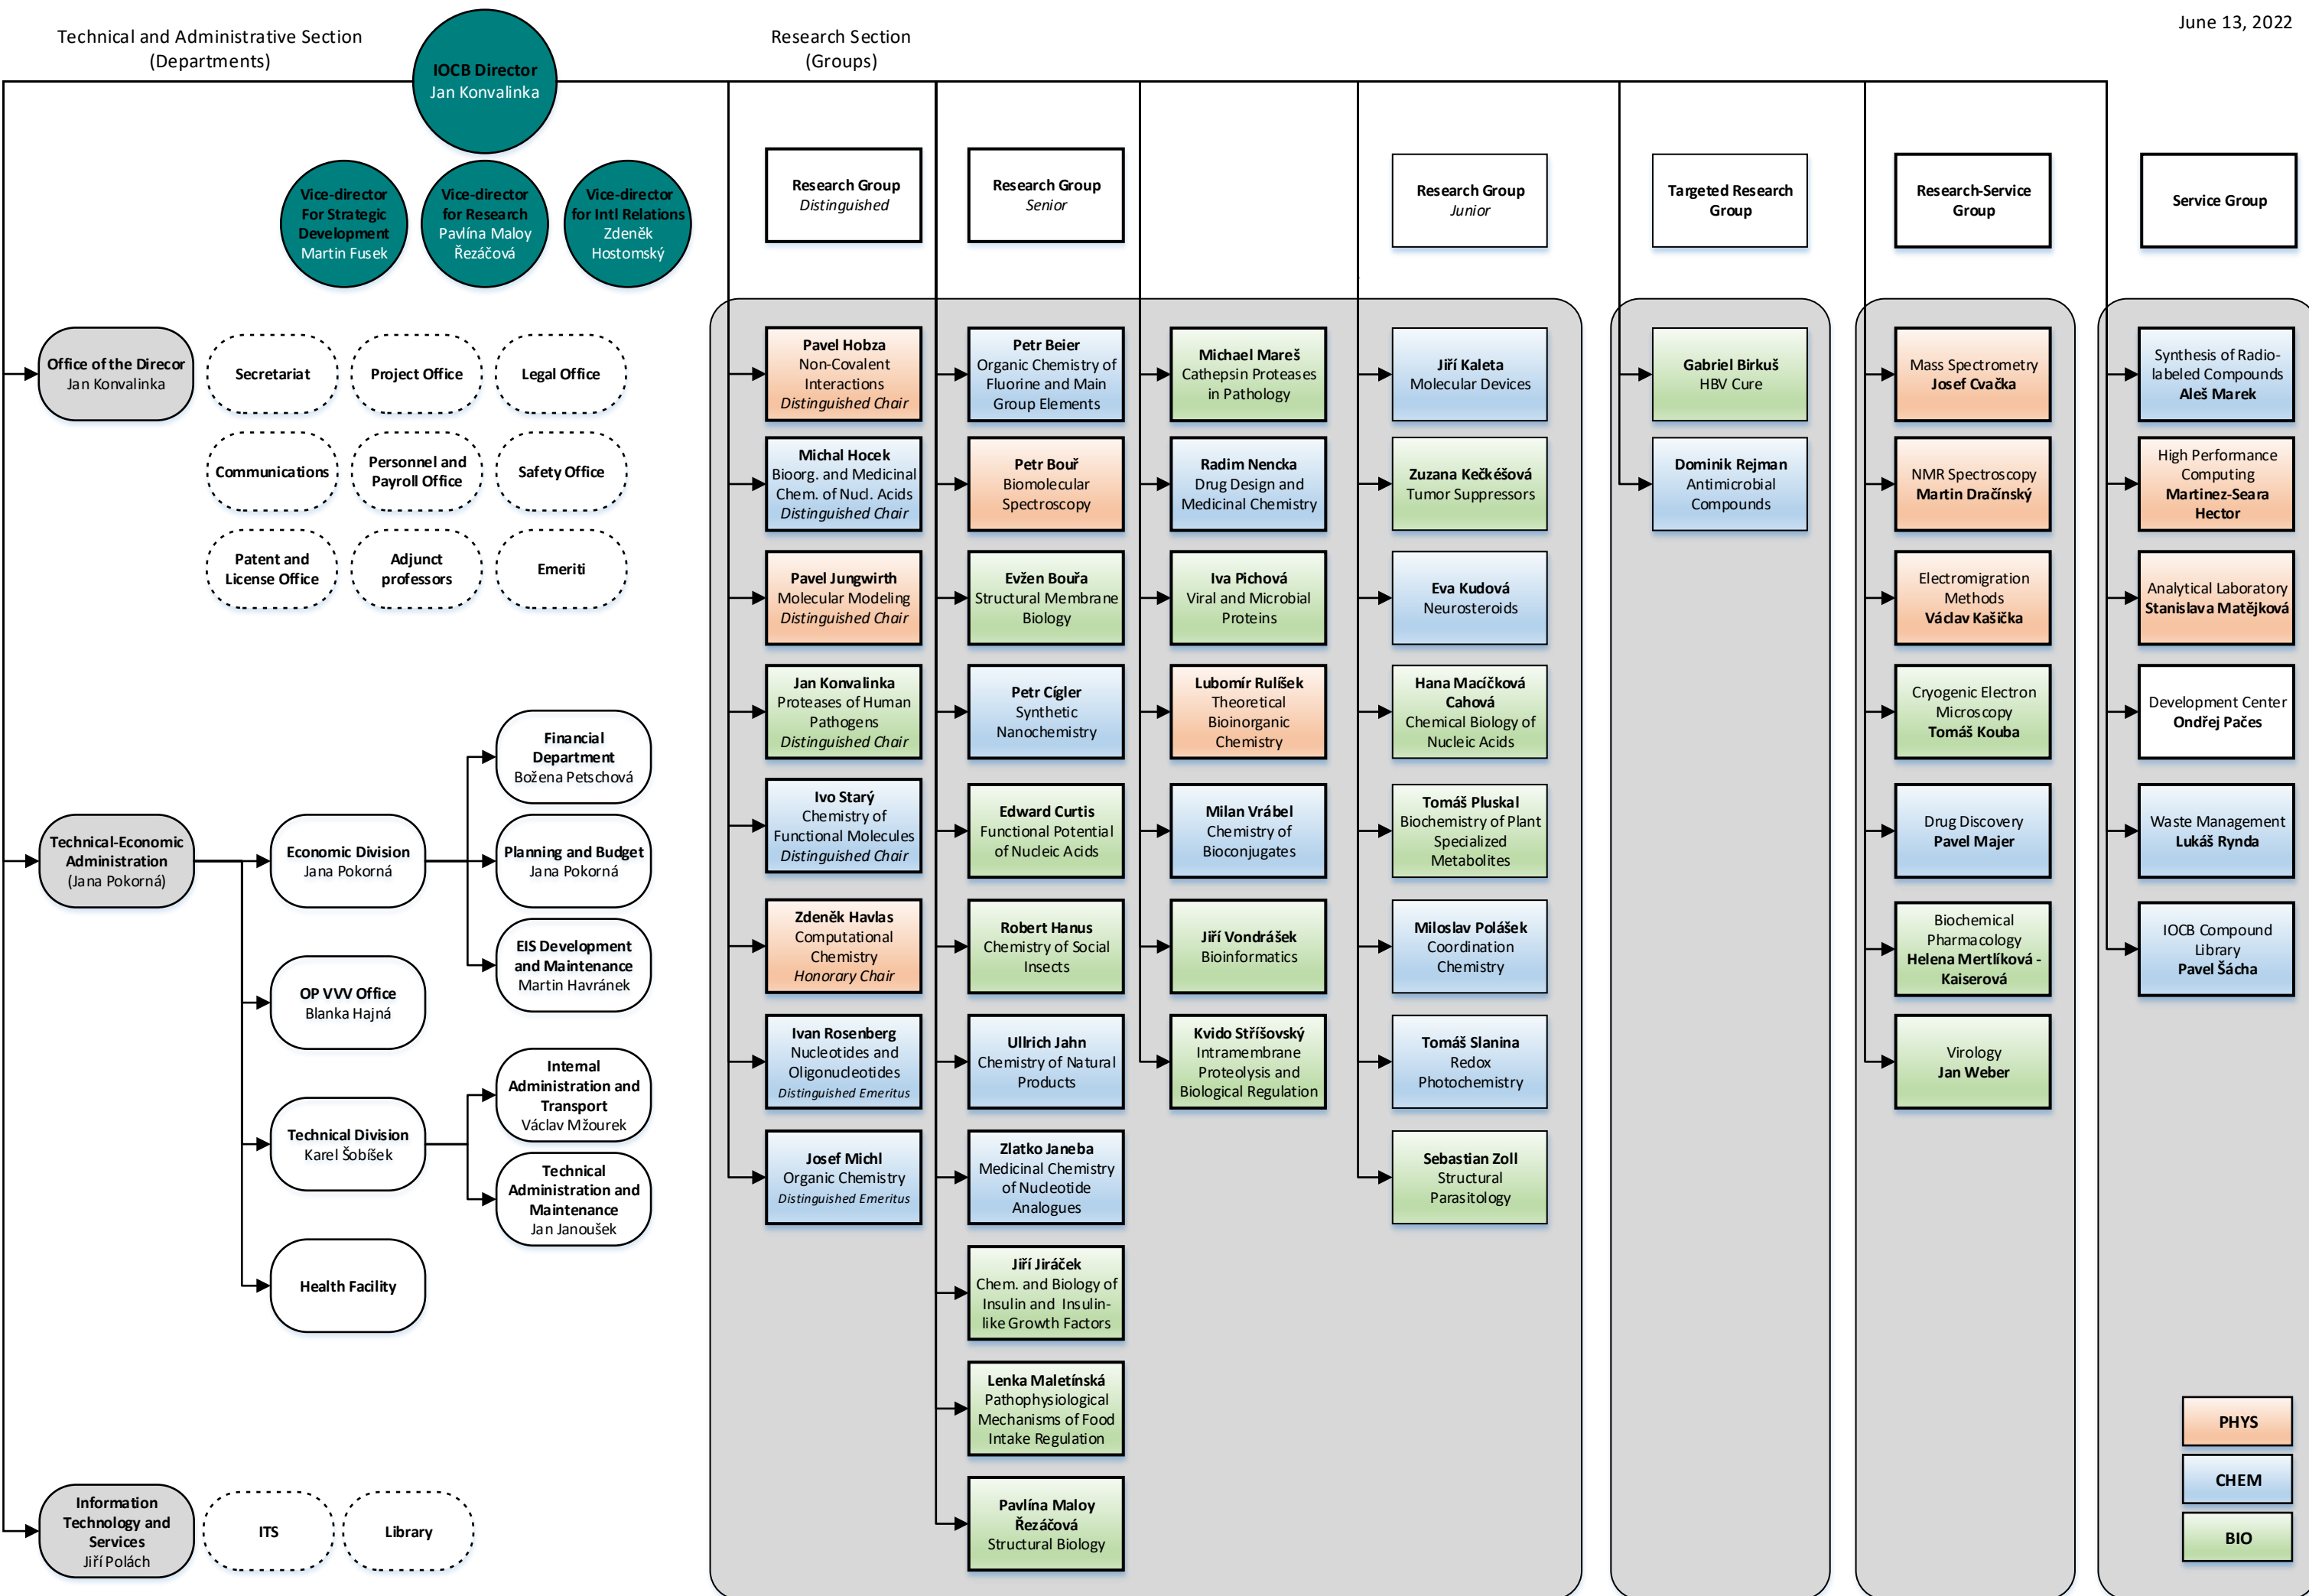 June 13, 2022
Technical and Administrative Section
(Departments)
IOCB Director
Jan Konvalinka
Research Section
(Groups)
Vice-director
For Strategic
Development
Martin Fusek
Vice-director
for Research
Pavlína Maloy
Řezáčová
Vice-director
for Intl Relations
Zdeněk
Hostomský
Research Group
Distinguished
Research Group
Senior
Research Group
Junior
Targeted Research
Group
Research-Service
Group
Service Group
Office of the Direcor
Jan Konvalinka
Secretariat
Project Office
Legal Office
Communications
Personnel and
Payroll Office
Safety Office
Patent and
License Office
Adjunct
professors
Emeriti
Technical-Economic
Administration
(Jana Pokorná)
Economic Division
Jana Pokorná
Financial
Department
Božena Petschová
Planning and Budget
Jana Pokorná
EIS Development
and Maintenance
Martin Havránek
OP VVV Office
Blanka Hajná
Technical Division
Karel Šobíšek
Internal
Administration and
Transport
Václav Mžourek
Technical
Administration and
Maintenance
Jan Janoušek
Health Facility
Information
Technology and
Services
Jiří Polách
ITS
Library
Pavel Hobza
Non-Covalent
Interactions
Distinguished Chair
Michal Hocek
Bioorg. and Medicinal
Chem. of Nucl. Acids
Distinguished Chair
Pavel Jungwirth
Molecular Modeling
Distinguished Chair
Jan Konvalinka
Proteases of Human
Pathogens
Distinguished Chair
Ivo Starý
Chemistry of
Functional Molecules
Distinguished Chair
Zdeněk Havlas
Computational
Chemistry
Honorary Chair
Ivan Rosenberg
Nucleotides and
Oligonucleotides
Distinguished Emeritus
Josef Michl
Organic Chemistry
Distinguished Emeritus
Petr Beier
Organic Chemistry of
Fluorine and Main
Group Elements
Petr Bouř
Biomolecular
Spectroscopy
Evžen Bouřa
Structural Membrane
Biology
Petr Cígler
Synthetic
Nanochemistry
Edward Curtis
Functional Potential
of Nucleic Acids
Robert Hanus
Chemistry of Social
Insects
Ullrich Jahn
Chemistry of Natural
Products
Zlatko Janeba
Medicinal Chemistry
of Nucleotide
Analogues
Jiří Jiráček
Chem. and Biology of
Insulin and Insulin-
like Growth Factors
Lenka Maletínská
Pathophysiological
Mechanisms of Food
Intake Regulation
Pavlína Maloy
Řezáčová
Structural Biology
Michael Mareš
Cathepsin Proteases
in Pathology
Radim Nencka
Drug Design and
Medicinal Chemistry
Iva Pichová
Viral and Microbial
Proteins
Lubomír Rulíšek
Theoretical
Bioinorganic
Chemistry
Milan Vrábel
Chemistry of
Bioconjugates
Jiří Vondrášek
Bioinformatics
Kvido Stříšovský
Intramembrane
Proteolysis and
Biological Regulation
Jiří Kaleta
Molecular Devices
Zuzana Kečkéšová
Tumor Suppressors
Eva Kudová
Neurosteroids
Hana Macíčková
Cahová
Chemical Biology of
Nucleic Acids
Tomáš Pluskal
Biochemistry of Plant
Specialized
Metabolites
Miloslav Polášek
Coordination
Chemistry
Tomáš Slanina
Redox
Photochemistry
Sebastian Zoll
Structural
Parasitology
Gabriel Birkuš
HBV Cure
Dominik Rejman
Antimicrobial
Compounds
Mass Spectrometry
Josef Cvačka
NMR Spectroscopy
Martin Dračínský
Electromigration
Methods
Václav Kašička
Cryogenic Electron
Microscopy
Tomáš Kouba
Drug Discovery
Pavel Majer
Biochemical
Pharmacology
Helena Mertlíková -
Kaiserová
Virology
Jan Weber
Synthesis of Radio-
labeled Compounds
Aleš Marek
High Performance
Computing
Martinez-Seara
Hector
Analytical Laboratory
Stanislava Matějková
Development Center
Ondřej Pačes
Waste Management
Lukáš Rynda
IOCB Compound
Library
Pavel Šácha
PHYS
CHEM
BIO